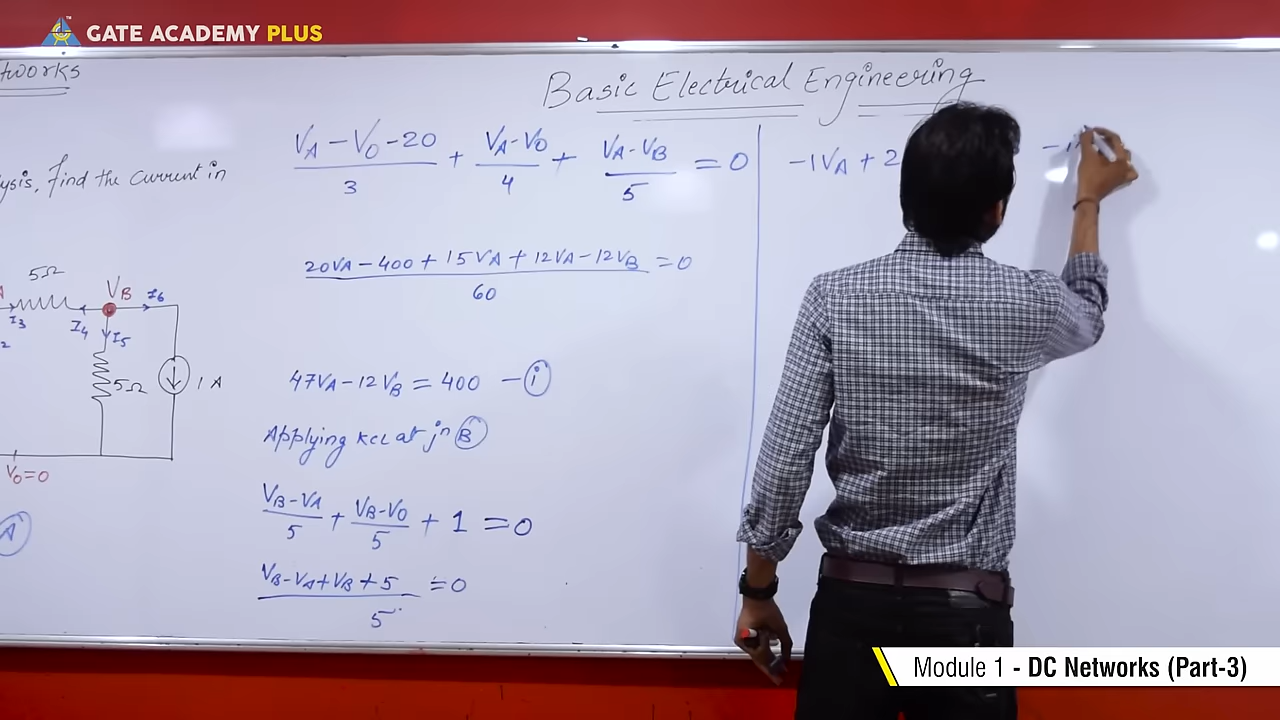 GATE ACADEMY PLUS
tworks
Basic Electrical Engineering
ysis, Find the current in
5Ω
VB
I6
I3
I4
I5
2
5Ω
1 A
V0=0
A
VA-V0-20/3 + VA-V0/4 + VA-VB/5 = 0
20VA-400+15VA+12VA-12VB/60 =0
47VA-12VB=400 - i
Applying KCL at jn B
VB-VA/5 + VB-V0/5 + 1 = 0
VB-VA+VB+5/5 =0
-1VA+2
Module 1 - DC Networks (Part-3)